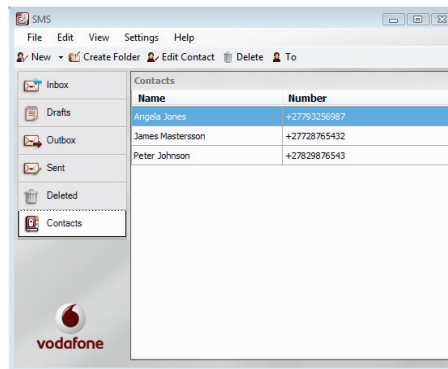 SMS
File Edit View Settings Help
New Create Folder Edit Contact Delete To
Inbox
Drafts
Outbox
Sent
Deleted
Contacts
Contacts
Name Number
Angela Jones +27793256987
James Mastersson +27728765432
Peter Johnson +27829876543
vodafone